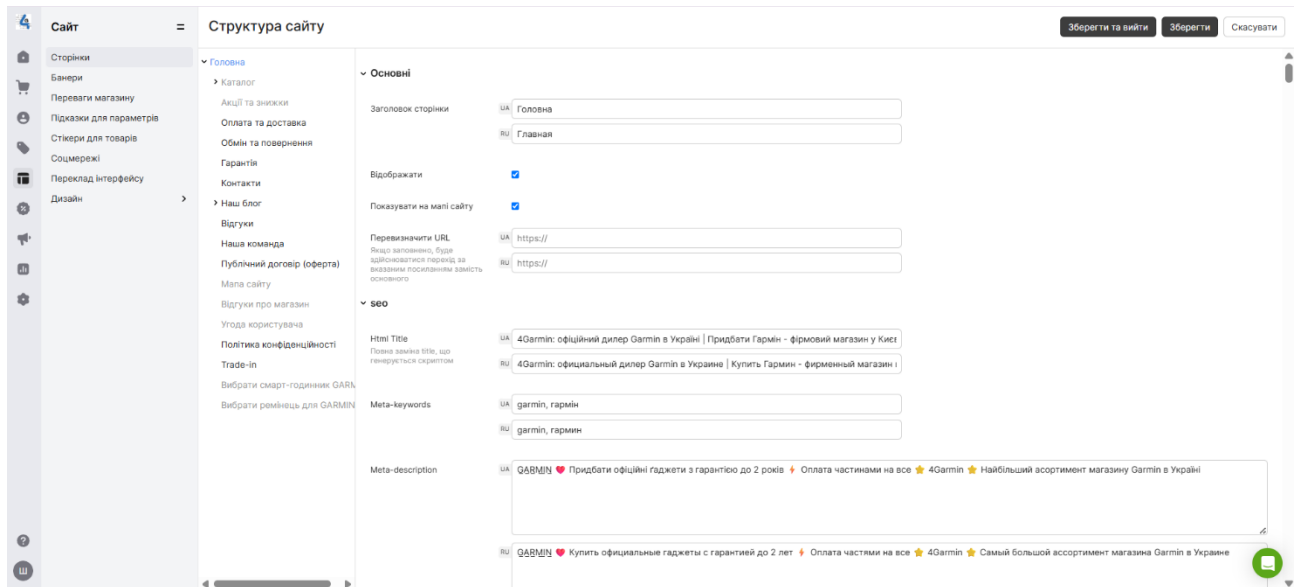 4
Сайт
Структура сайту
Зберегти та вийти
Зберегти
Скасувати
Сторінки
Банери
Переваги магазину
Підказки для параметрів
Стікери для товарів
Соцмережі
Переклад інтерфейсу
Дизайн
Головна
Каталог
Акції та знижки
Оплата та доставка
Обмін та повернення
Гарантія
Контакти
Наш блог
Відгуки
Наша команда
Публічний договір (оферта)
Мапа сайту
Відгуки про магазин
Угода користувача
Політика конфіденційності
Trade-in
Вибрати смарт-годинник GARM
Вибрати ремінець для GARMIN
Основні
Заголовок сторінки
UA Головна
RU Главная
Відображати
Показувати на мапі сайту
Перевизначити URL
Якщо заповнено, буде
здійснюватися перехід за
вказаним посиланням замість
основного
UA https://
RU https://
seo
Html Title
Повна заміна title, що
генерується скриптом
UA 4Garmin: офіційний дилер Garmin в Україні | Придбати Гармін - фірмовий магазин у Києв
RU 4Garmin: официальный дилер Garmin в Украине | Купить Гармин - фирменный магазин
Meta-keywords
UA garmin, гармін
RU garmin, гармин
Meta-description
UA GARMIN ❤️ Придбати офіційні ґаджети з гарантією до 2 років ⚡ Оплата частинами на все ⭐ 4Garmin ⭐ Найбільший асортимент магазину Garmin в Україні
RU GARMIN ❤️ Купить официальные гаджеты с гарантией до 2 лет ⚡ Оплата частями на все ⭐ 4Garmin ⭐ Самый большой ассортимент магазина Garmin в Украине
Ш